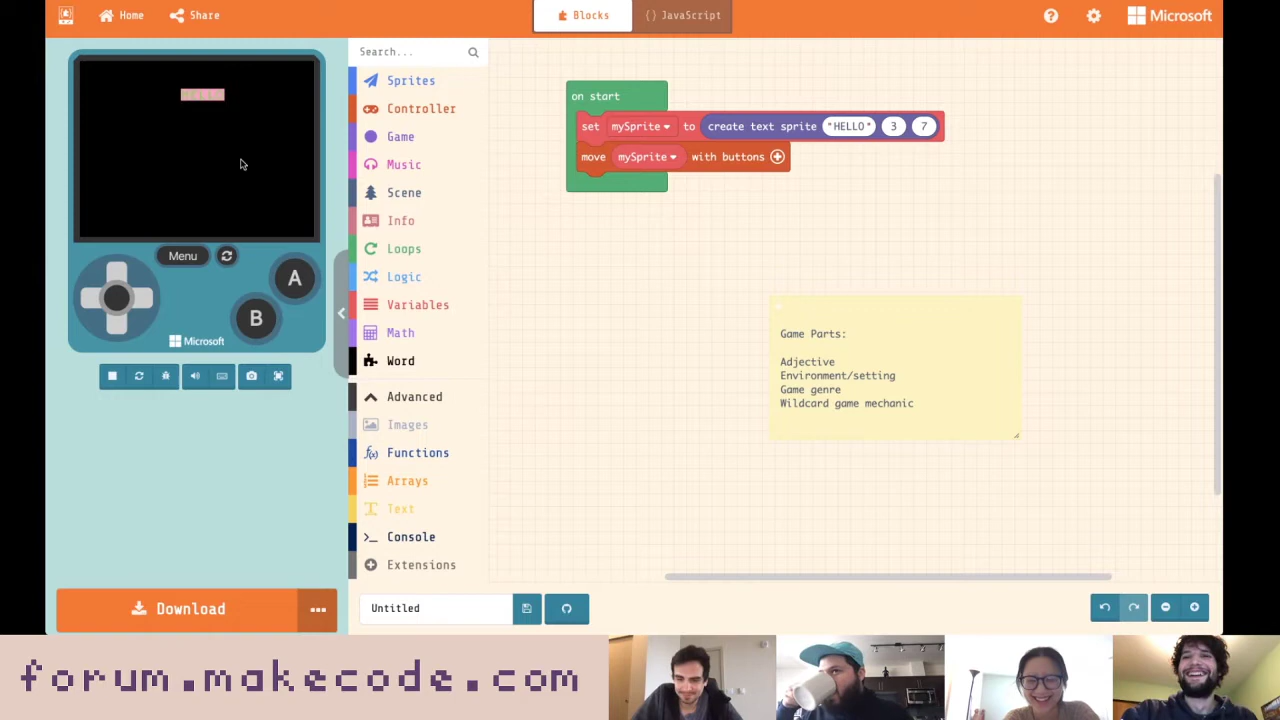 Home
Share
Blocks
{} JavaScript
Microsoft
Search...
Sprites
Controller
Game
Music
Scene
Info
Loops
Logic
Variables
Math
Word
Advanced
Images
Functions
Arrays
Text
Console
Extensions
on start
set mySprite to create text sprite "HELLO" 3 7
move mySprite with buttons
Game Parts:
Adjective
Environment/setting
Game genre
Wildcard game mechanic
Menu
A
B
Microsoft
Download
Untitled
forum.makecode.com